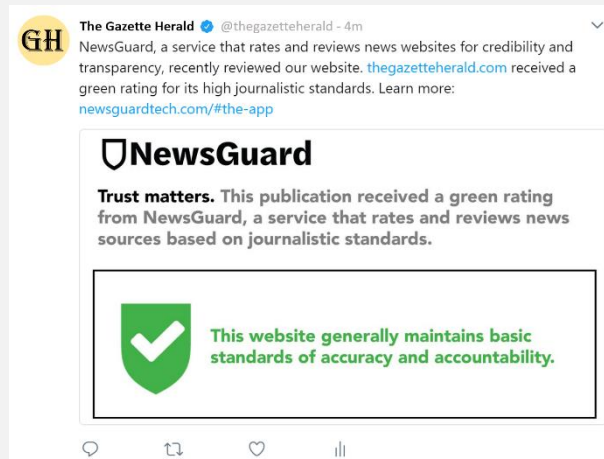 GH
The Gazette Herald @thegazetteherald - 4m
NewsGuard, a service that rates and reviews news websites for credibility and
transparency, recently reviewed our website. thegazetteherald.com received a
green rating for its high journalistic standards. Learn more:
newsguardtech.com/#the-app
NewsGuard
Trust matters. This publication received a green rating
from NewsGuard, a service that rates and reviews news
sources based on journalistic standards.
This website generally maintains basic
standards of accuracy and accountability.